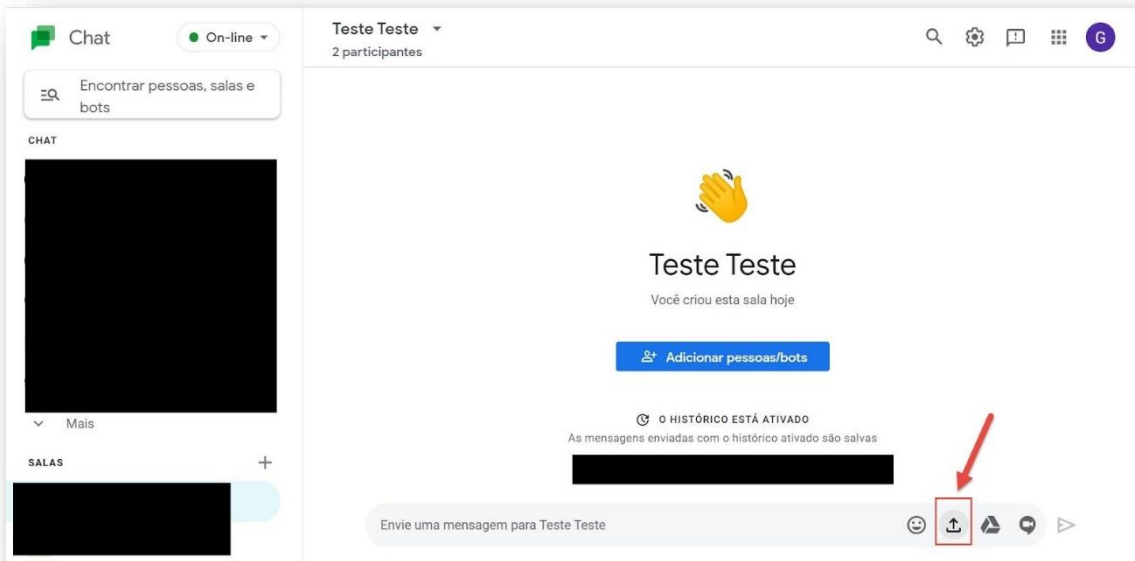 Chat
On-line
Encontrar pessoas, salas e
bots
CHAT
Mais
SALAS
Teste Teste
2 participantes
G
Teste Teste
Você criou esta sala hoje
Adicionar pessoas/bots
O HISTÓRICO ESTÁ ATIVADO
As mensagens enviadas com o histórico ativado são salvas
Envie uma mensagem para Teste Teste